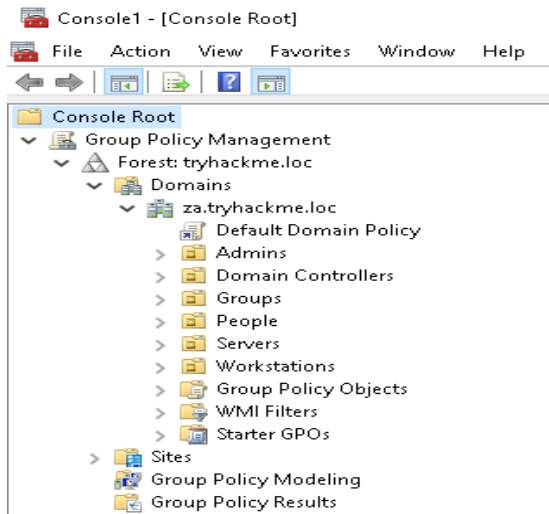 Console1 - [Console Root]
File Action View Favorites Window Help
Console Root
Group Policy Management
Forest: tryhackme.loc
Domains
za.tryhackme.loc
Default Domain Policy
Admins
Domain Controllers
Groups
People
Servers
Workstations
Group Policy Objects
WMI Filters
Starter GPOs
Sites
Group Policy Modeling
Group Policy Results